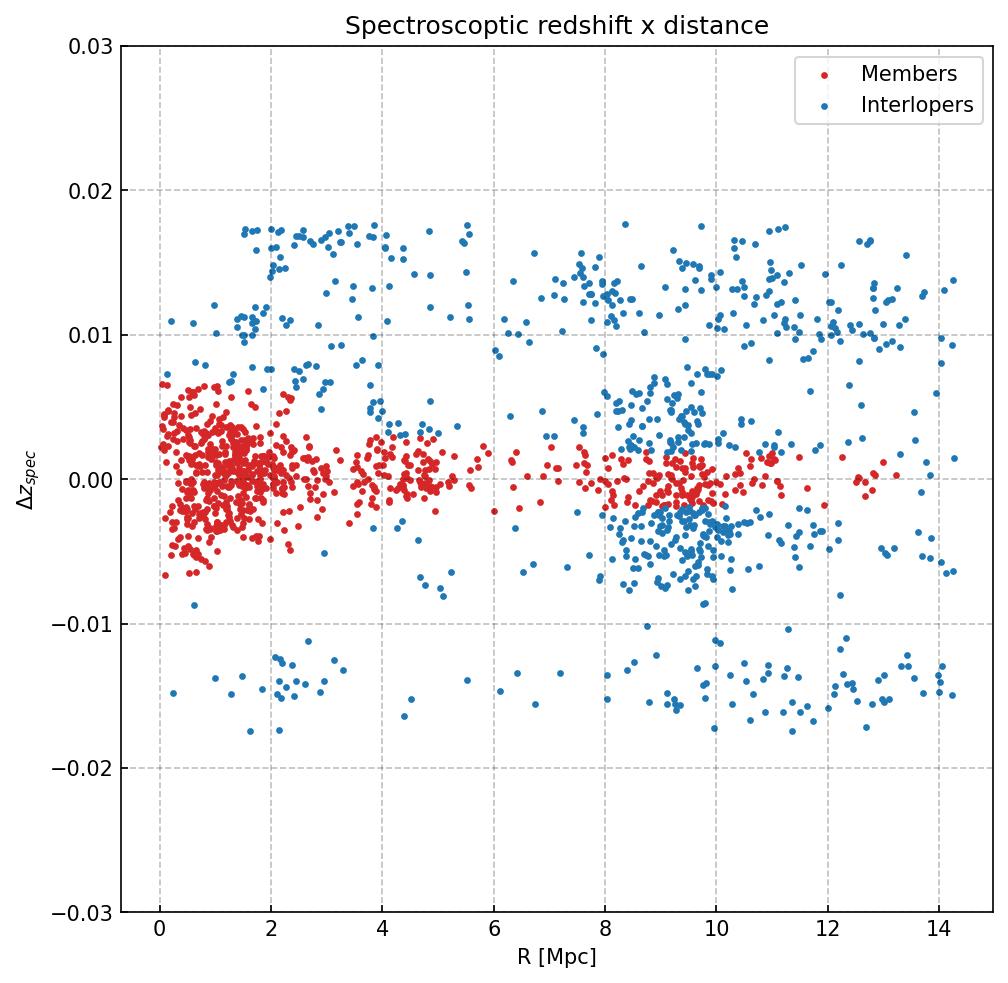 Spectroscoptic redshift x distance
Members
Interlopers
0.03
0.02
0.01
0.00
−0.01
−0.02
−0.03
Δz_spec
0 2 4 6 8 10 12 14
R [Mpc]